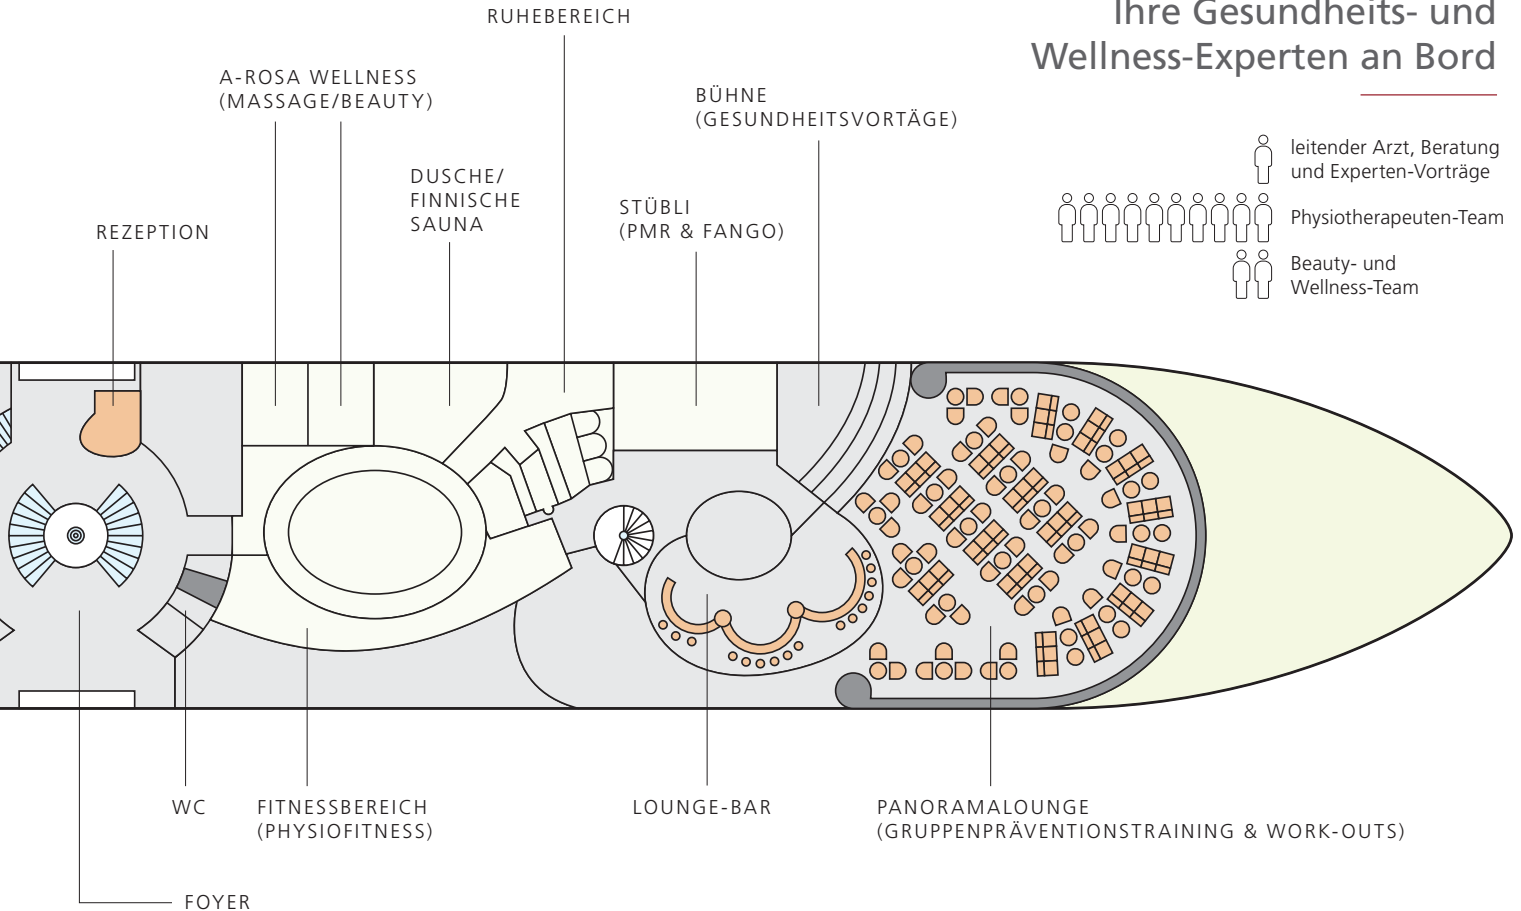 RUHEBEREICH
Ihre Gesundheits- und
Wellness-Experten an Bord
A-ROSA WELLNESS
(MASSAGE/BEAUTY)
BÜHNE
(GESUNDHEITSVORTÄGE)
leitender Arzt, Beratung
und Experten-Vorträge
DUSCHE/
FINNISCHE
SAUNA
STÜBLI
(PMR & FANGO)
Physiotherapeuten-Team
REZEPTION
Beauty- und
Wellness-Team
WC
FITNESSBEREICH
(PHYSIOFITNESS)
LOUNGE-BAR
PANORAMALOUNGE
(GRUPPENPRÄVENTIONSTRAINING & WORK-OUTS)
FOYER